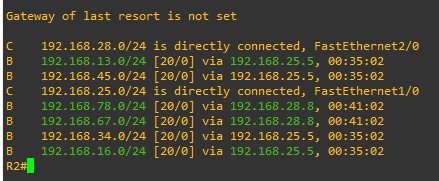 Gateway of last resort is not set
C    192.168.28.0/24 is directly connected, FastEthernet2/0
B    192.168.13.0/24 [20/0] via 192.168.25.5, 00:35:02
B    192.168.45.0/24 [20/0] via 192.168.25.5, 00:35:02
C    192.168.25.0/24 is directly connected, FastEthernet1/0
B    192.168.78.0/24 [20/0] via 192.168.28.8, 00:41:02
B    192.168.67.0/24 [20/0] via 192.168.28.8, 00:41:02
B    192.168.34.0/24 [20/0] via 192.168.25.5, 00:35:02
B    192.168.16.0/24 [20/0] via 192.168.25.5, 00:35:02
R2#